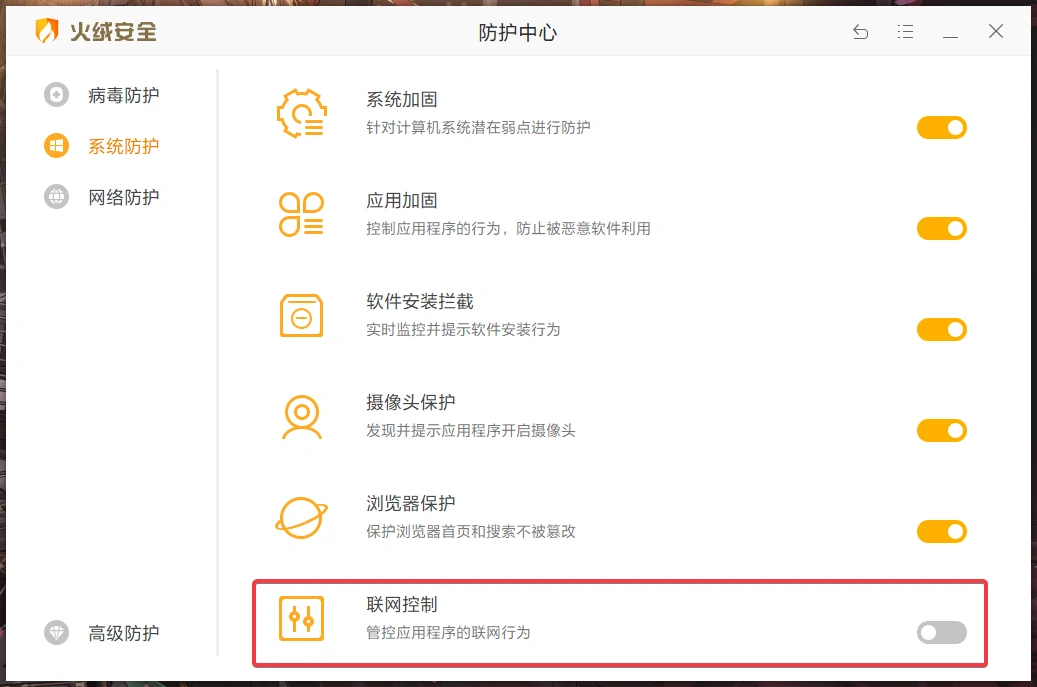 火绒安全
防护中心
病毒防护
系统防护
网络防护
高级防护
系统加固
针对计算机系统潜在弱点进行防护
应用加固
控制应用程序的行为，防止被恶意软件利用
软件安装拦截
实时监控并提示软件安装行为
摄像头保护
发现并提示应用程序开启摄像头
浏览器保护
保护浏览器首页和搜索不被篡改
联网控制
管控应用程序的联网行为